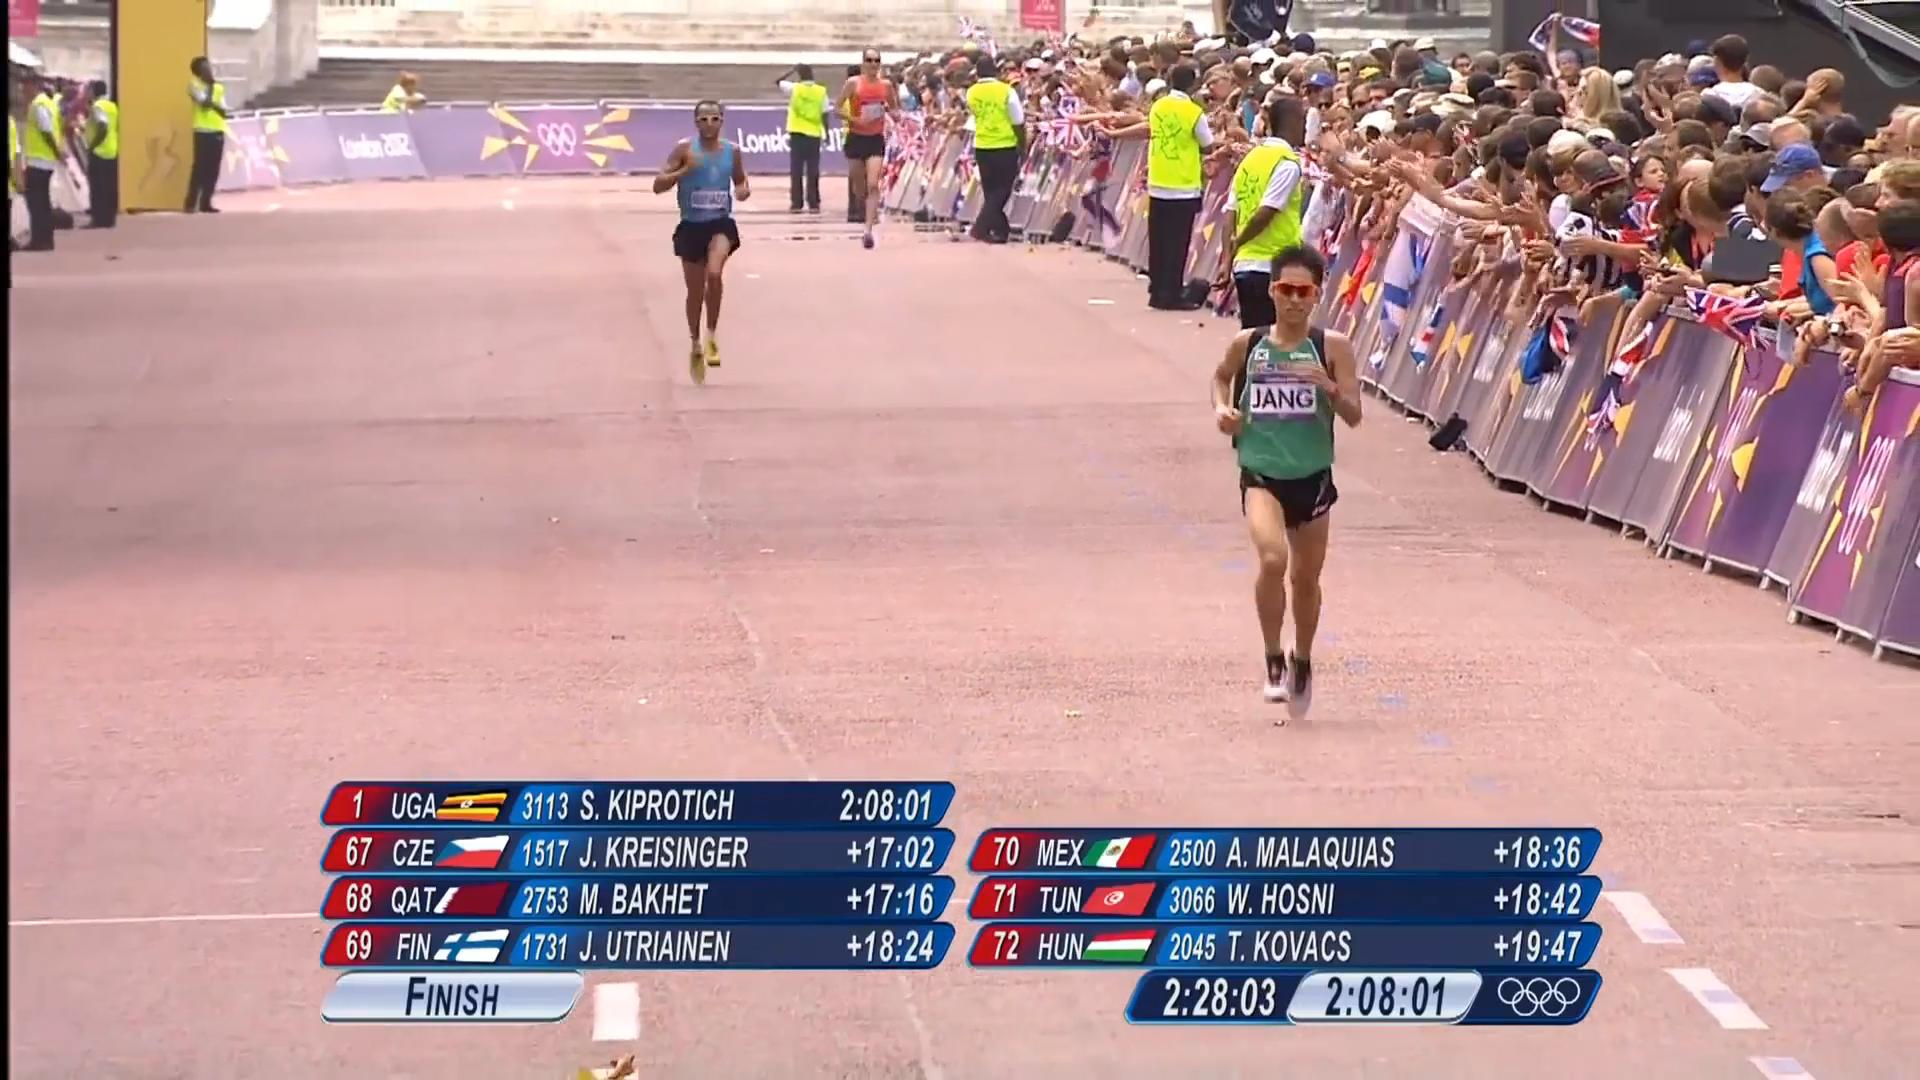 London 2012
London
JANG
1 UGA 3113 S. KIPROTICH 2:08:01
67 CZE 1517 J. KREISINGER +17:02
68 QAT 2753 M. BAKHET +17:16
69 FIN 1731 J. UTRIAINEN +18:24
70 MEX 2500 A. MALAQUIAS +18:36
71 TUN 3066 W. HOSNI +18:42
72 HUN 2045 T. KOVACS +19:47
FINISH
2:28:03 2:08:01